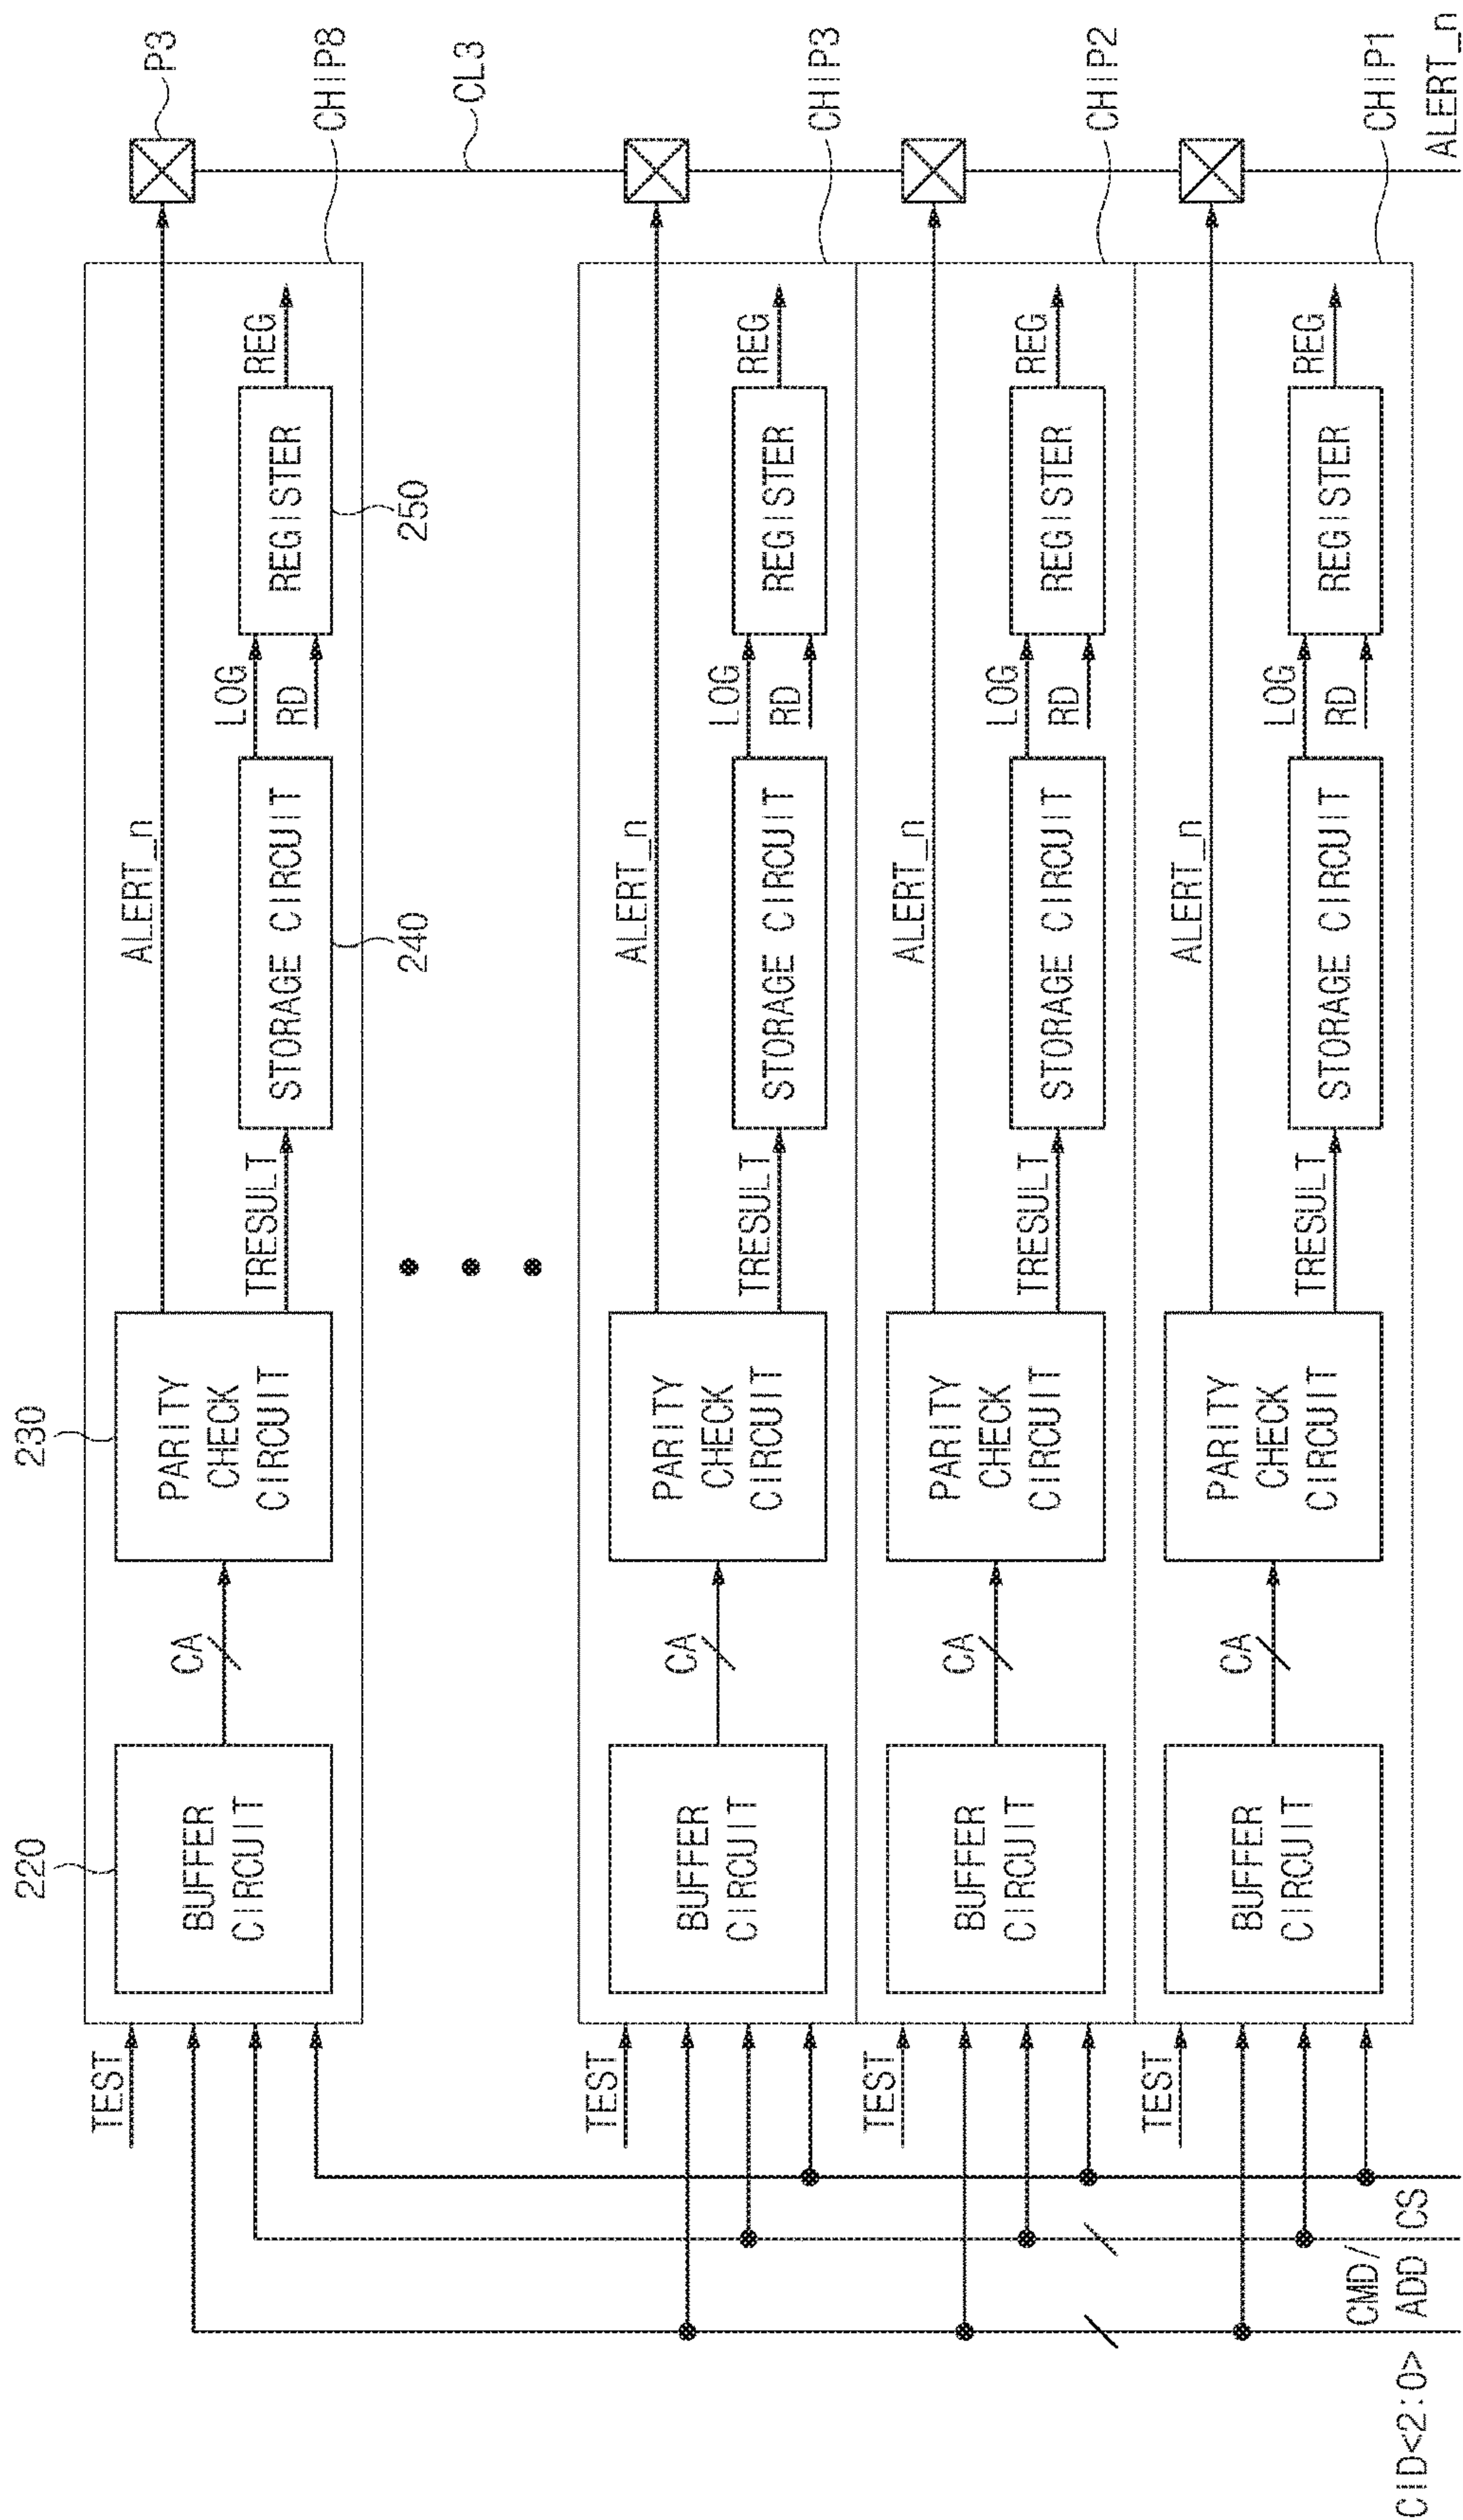 P3
CHIP8
CL3
CHIP3
CHIP2
CHIP1
ALERT_n
TEST
220
BUFFER
CIRCUIT
CA
230
PARITY
CHECK
CIRCUIT
ALERT_n
TRESULT
STORAGE CIRCUIT
240
LOG
RD
REGISTER
250
REG
TEST
BUFFER
CIRCUIT
CA
PARITY
CHECK
CIRCUIT
ALERT_n
TRESULT
STORAGE CIRCUIT
LOG
RD
REGISTER
REG
TEST
BUFFER
CIRCUIT
CA
PARITY
CHECK
CIRCUIT
ALERT_n
TRESULT
STORAGE CIRCUIT
LOG
RD
REGISTER
REG
TEST
BUFFER
CIRCUIT
CA
PARITY
CHECK
CIRCUIT
ALERT_n
TRESULT
STORAGE CIRCUIT
LOG
RD
REGISTER
REG
CID<2:0>
CMD/
ADD
CS